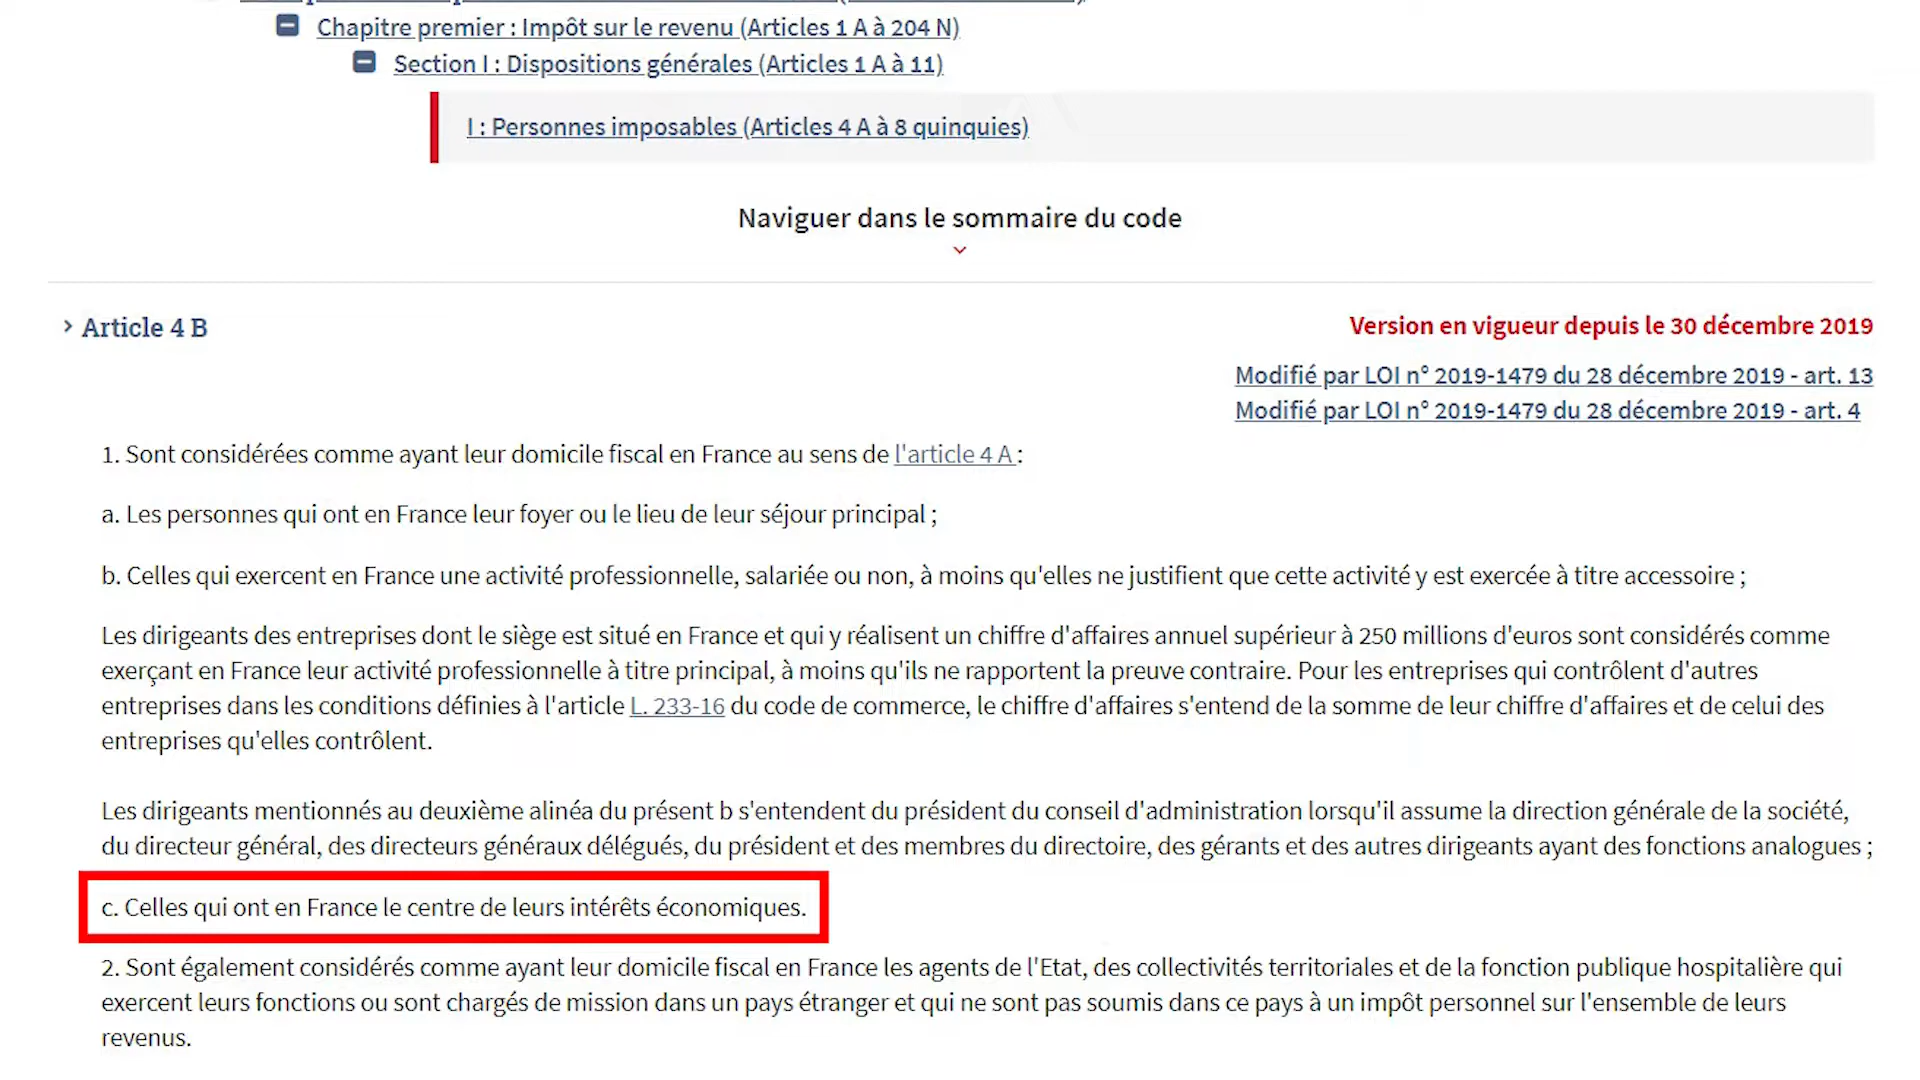 Chapitre premier : Impôt sur le revenu (Articles 1 A à 204 N)
Section I : Dispositions générales (Articles 1 A à 11)
I : Personnes imposables (Articles 4 A à 8 quinquies)
Naviguer dans le sommaire du code
Article 4 B
Version en vigueur depuis le 30 décembre 2019
Modifié par LOI n° 2019-1479 du 28 décembre 2019 - art. 13
Modifié par LOI n° 2019-1479 du 28 décembre 2019 - art. 4
1. Sont considérées comme ayant leur domicile fiscal en France au sens de l'article 4 A :
a. Les personnes qui ont en France leur foyer ou le lieu de leur séjour principal ;
b. Celles qui exercent en France une activité professionnelle, salariée ou non, à moins qu'elles ne justifient que cette activité y est exercée à titre accessoire ;
Les dirigeants des entreprises dont le siège est situé en France et qui y réalisent un chiffre d'affaires annuel supérieur à 250 millions d'euros sont considérés comme
exerçant en France leur activité professionnelle à titre principal, à moins qu'ils ne rapportent la preuve contraire. Pour les entreprises qui contrôlent d'autres
entreprises dans les conditions définies à l'article L. 233-16 du code de commerce, le chiffre d'affaires s'entend de la somme de leur chiffre d'affaires et de celui des
entreprises qu'elles contrôlent.
Les dirigeants mentionnés au deuxième alinéa du présent b s'entendent du président du conseil d'administration lorsqu'il assume la direction générale de la société,
du directeur général, des directeurs généraux délégués, du président et des membres du directoire, des gérants et des autres dirigeants ayant des fonctions analogues ;
c. Celles qui ont en France le centre de leurs intérêts économiques.
2. Sont également considérés comme ayant leur domicile fiscal en France les agents de l'Etat, des collectivités territoriales et de la fonction publique hospitalière qui
exercent leurs fonctions ou sont chargés de mission dans un pays étranger et qui ne sont pas soumis dans ce pays à un impôt personnel sur l'ensemble de leurs
revenus.